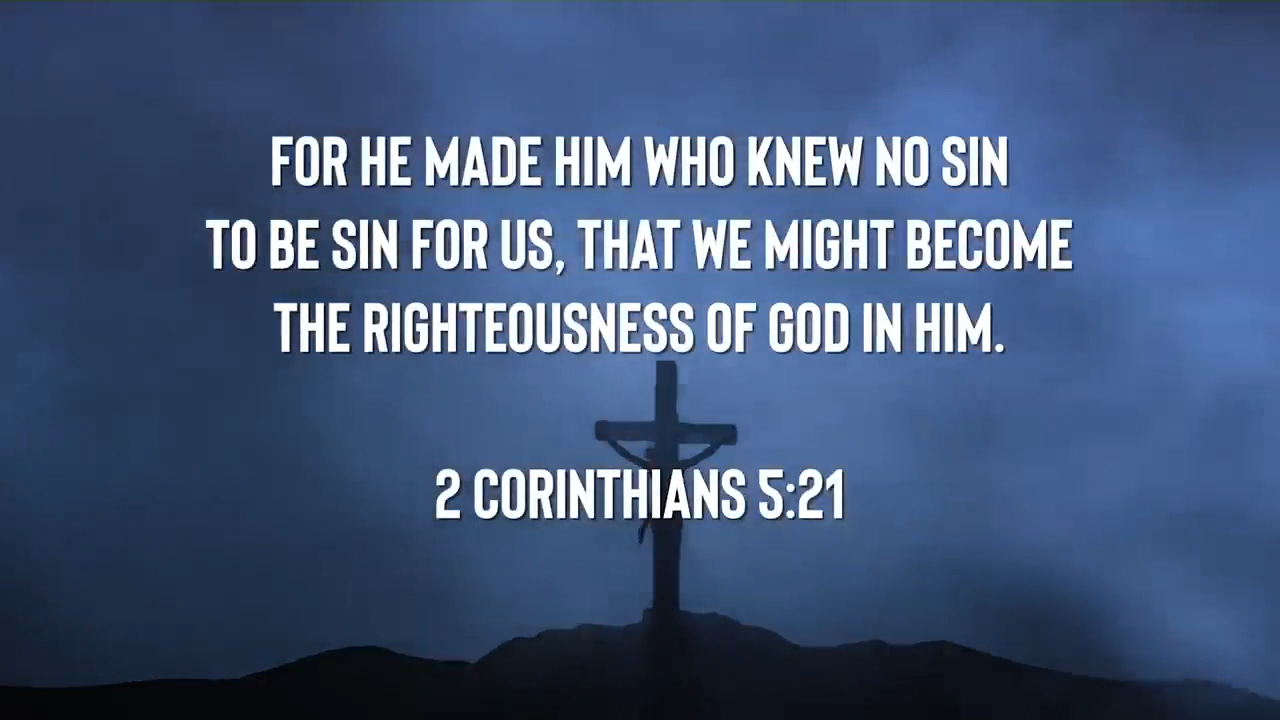 FOR HE MADE HIM WHO KNEW NO SIN
TO BE SIN FOR US, THAT WE MIGHT BECOME
THE RIGHTEOUSNESS OF GOD IN HIM.
2 CORINTHIANS 5:21